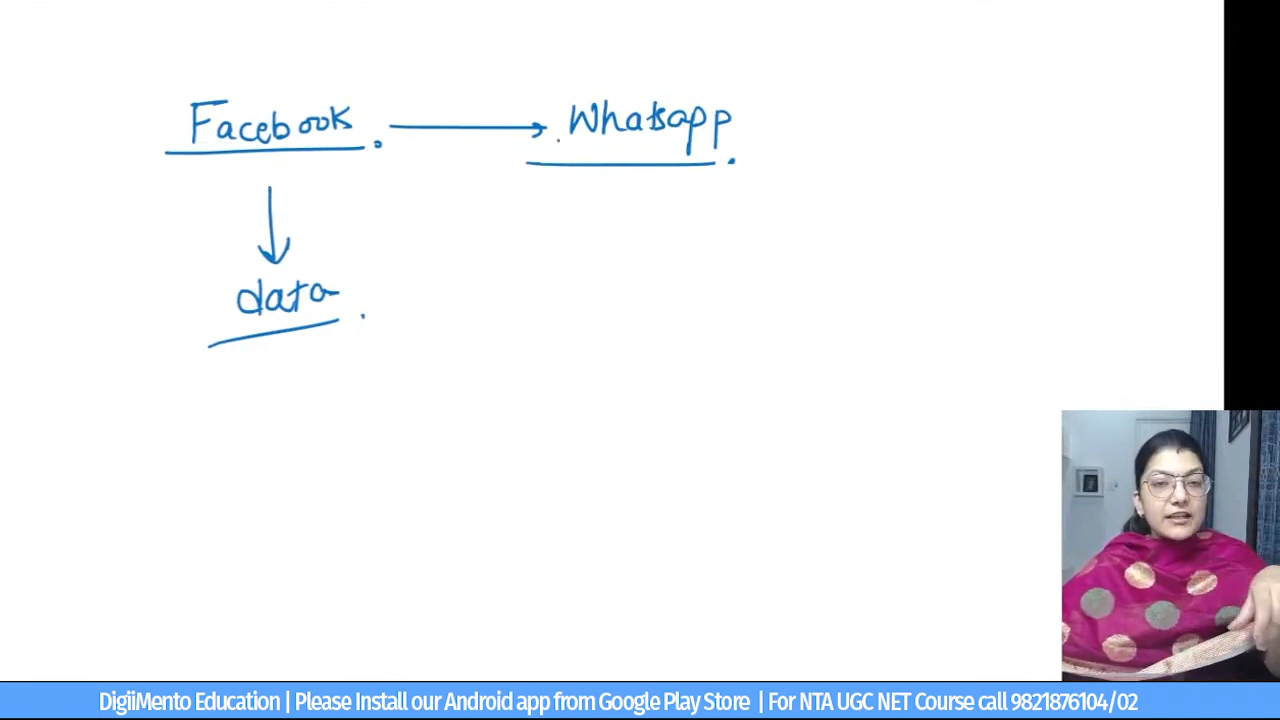 Facebook. → Whatsapp.
↓
data.
DigiiMento Education | Please Install our Android app from Google Play Store | For NTA UGC NET Course call 9821876104/02